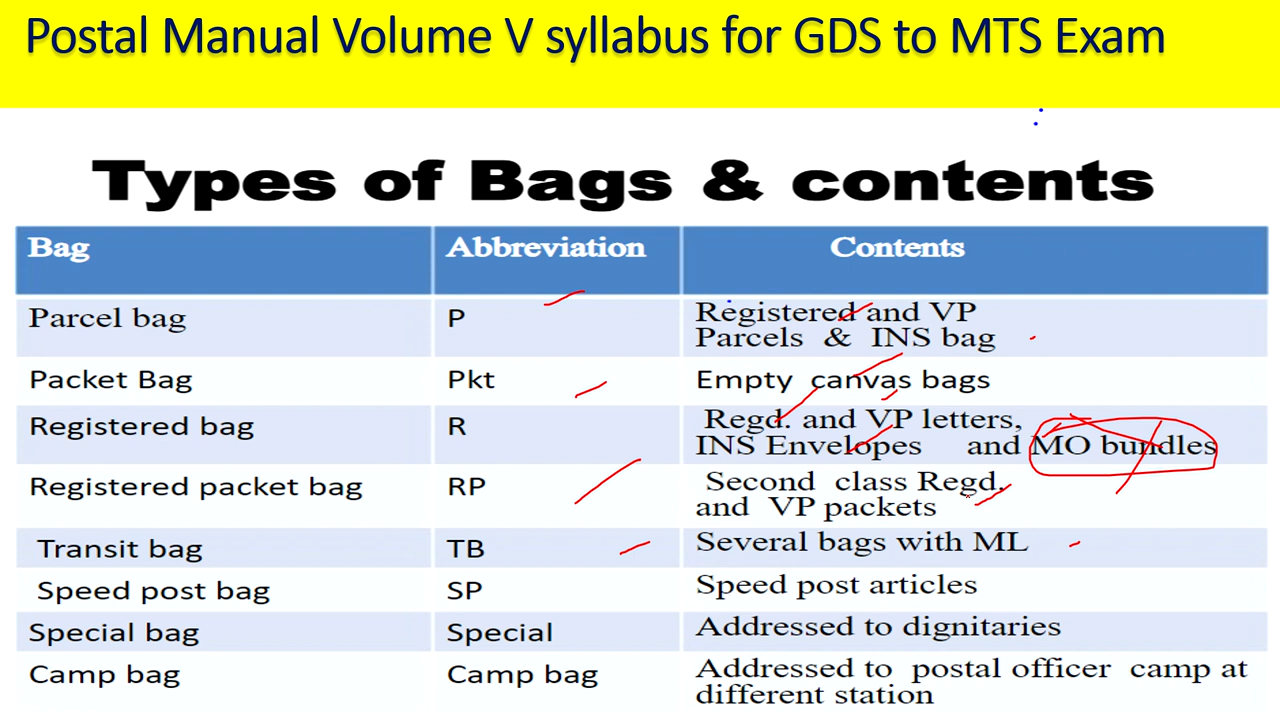 Postal Manual Volume V syllabus for GDS to MTS Exam
Types of Bags & contents
Bag Abbreviation Contents
Parcel bag P Registered and VP
Parcels & INS bag
Packet Bag Pkt Empty canvas bags
Registered bag R Regd. and VP letters,
INS Envelopes and MO bundles
Registered packet bag RP Second class Regd.
and VP packets
Transit bag TB Several bags with ML
Speed post bag SP Speed post articles
Special bag Special Addressed to dignitaries
Camp bag Camp bag Addressed to postal officer camp at
different station